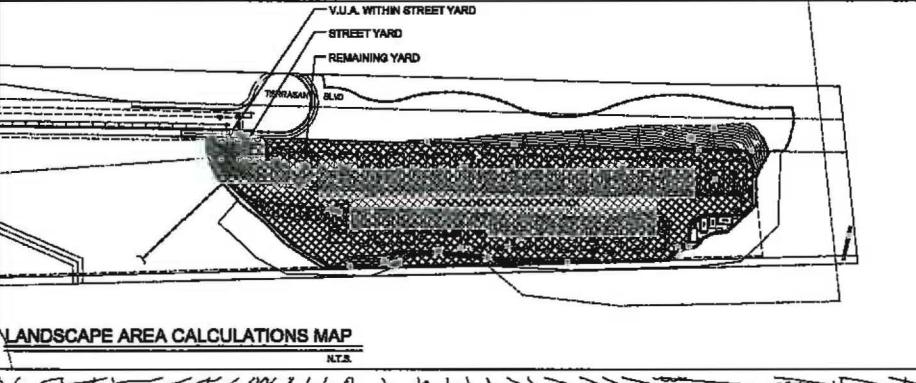 V.U.A. WITHIN STREET YARD
STREET YARD
REMAINING YARD
BLVD
LANDSCAPE AREA CALCULATIONS MAP
N.T.S.